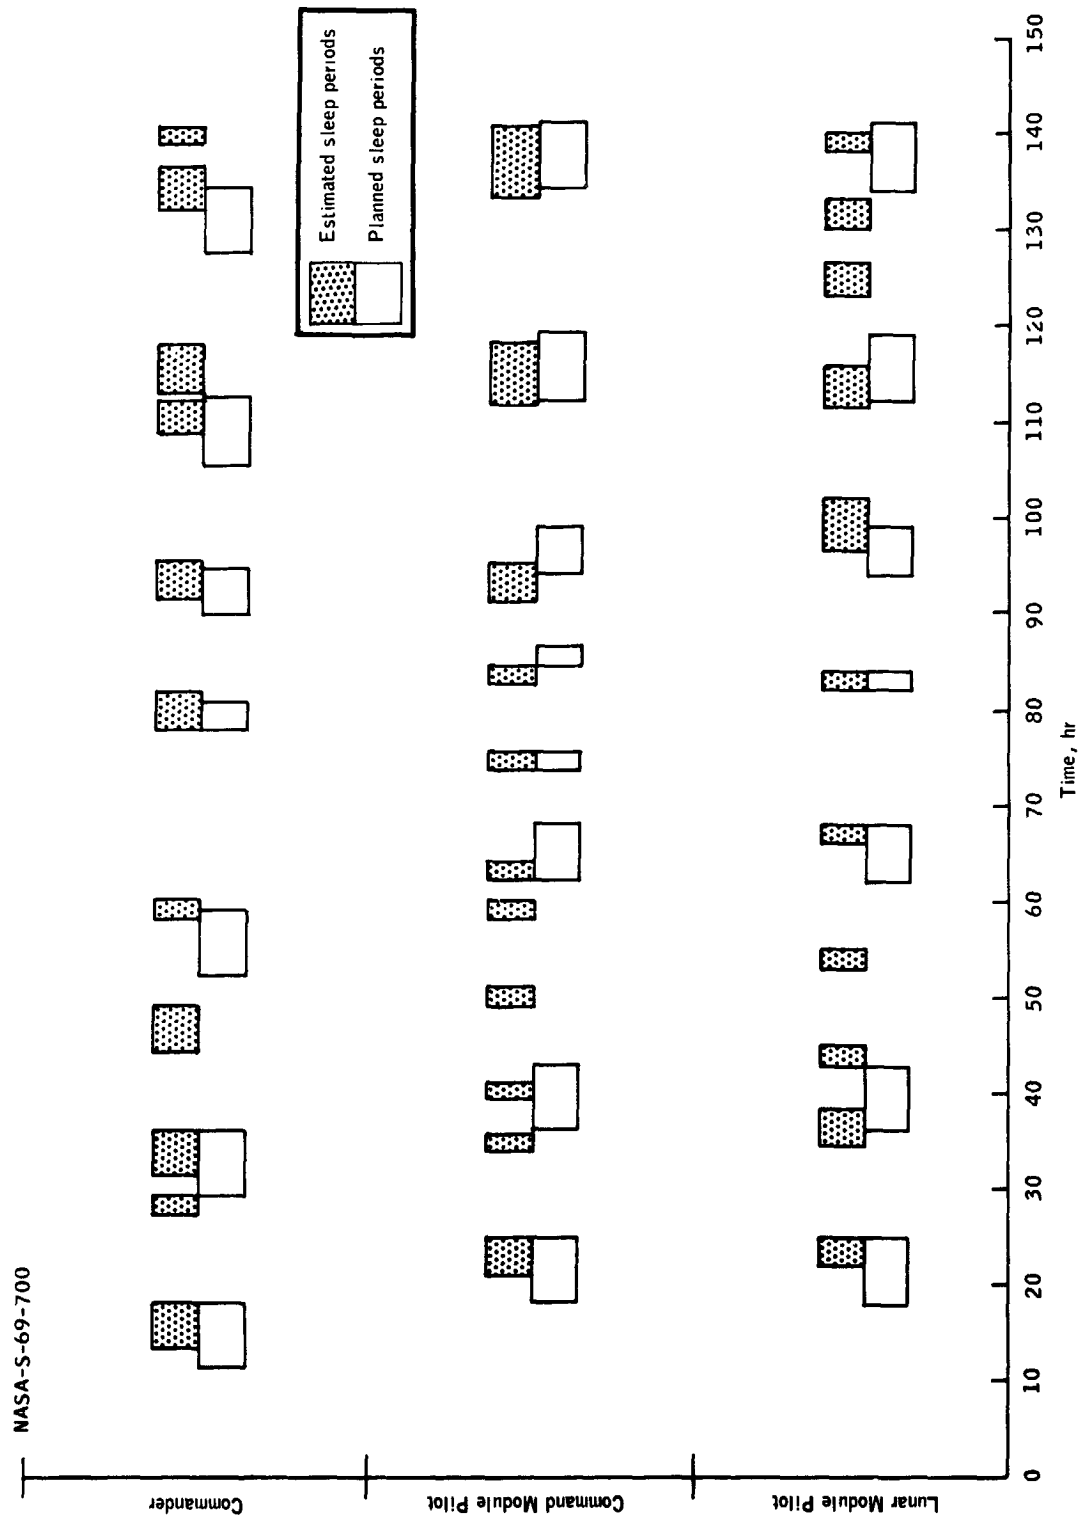 NASA-S-69-700
Commander
Command Module Pilot
Lunar Module Pilot
Estimated sleep periods
Planned sleep periods
0
10
20
30
40
50
60
70
80
90
100
110
120
130
140
150
Time, hr